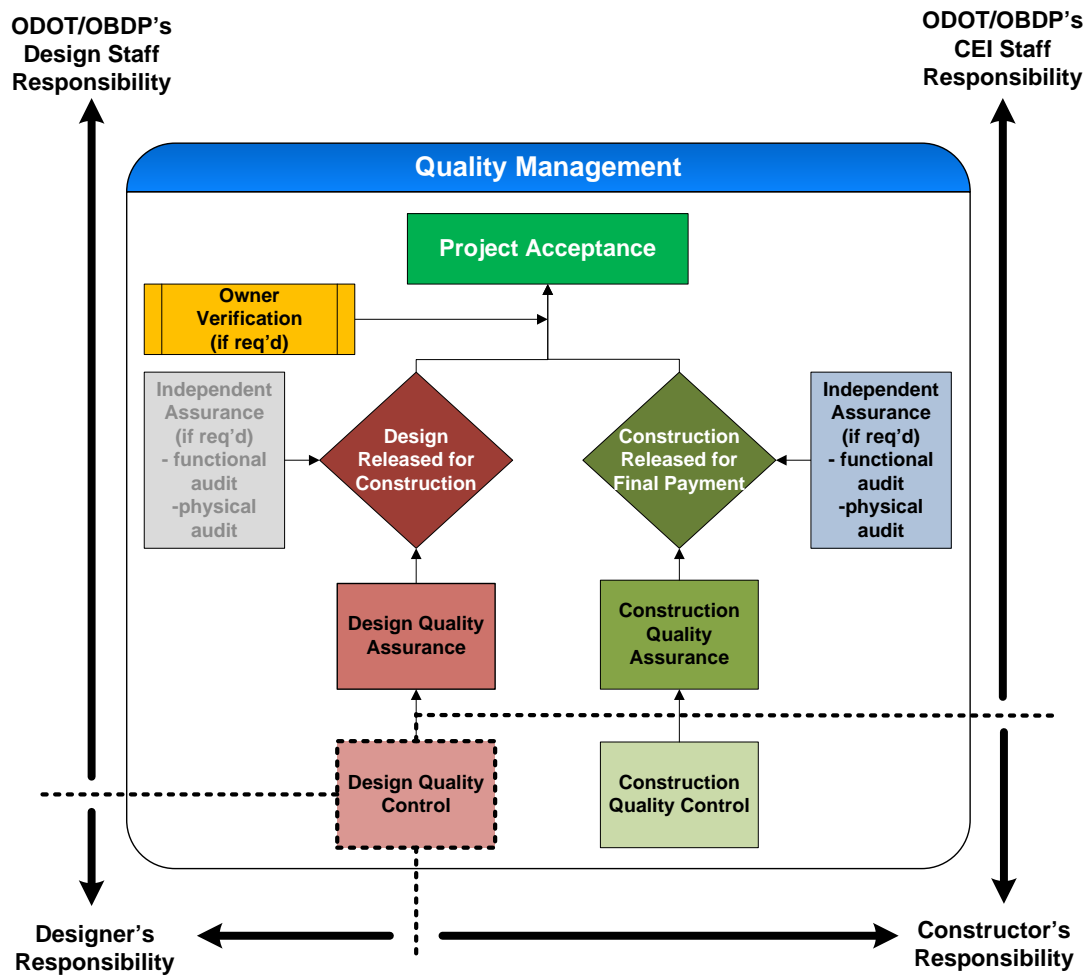 ODOT/OBDP's
Design Staff
Responsibility
ODOT/OBDP's
CEI Staff
Responsibility
Quality Management
Project Acceptance
Owner
Verification
(if req'd)
Independent
Assurance
(if req'd)
- functional
audit
-physical
audit
Design
Released for
Construction
Construction
Released for
Final Payment
Independent
Assurance
(if req'd)
- functional
audit
-physical
audit
Design Quality
Assurance
Construction
Quality
Assurance
Design Quality
Control
Construction
Quality Control
Designer's
Responsibility
Constructor's
Responsibility